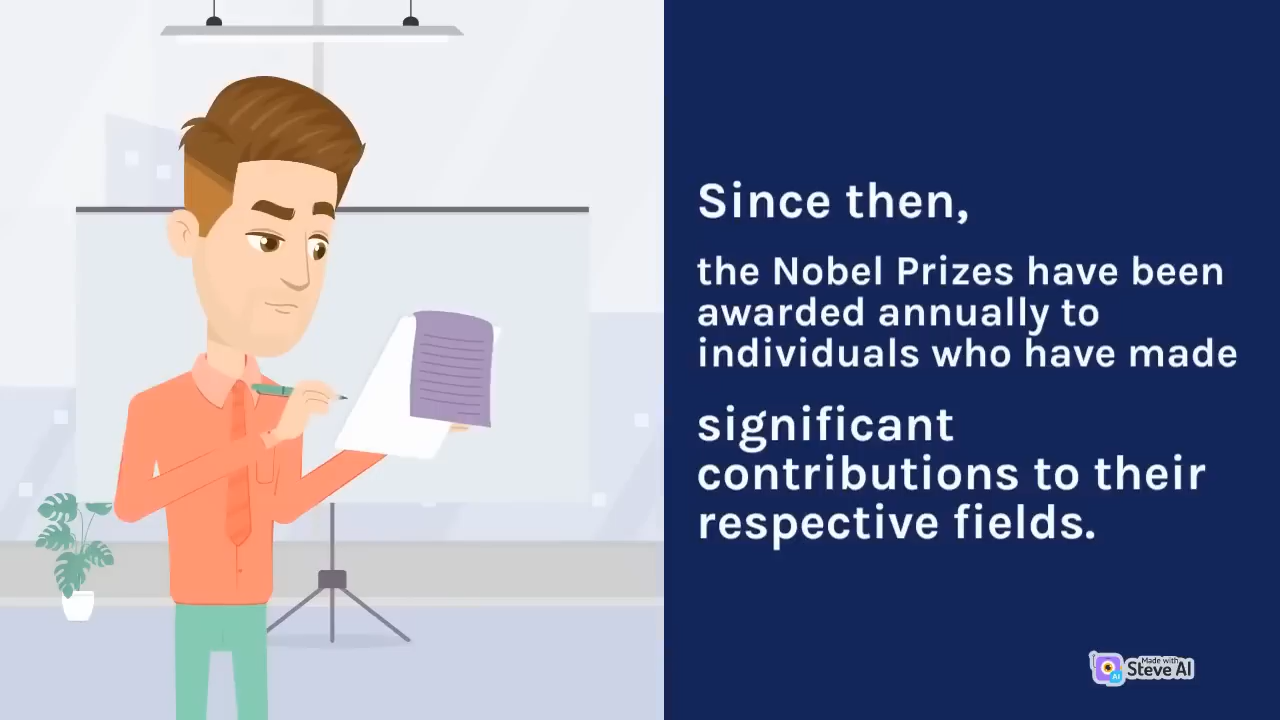 Since then,
the Nobel Prizes have been
awarded annually to
individuals who have made
significant
contributions to their
respective fields.
Made with
Steve AI
AI